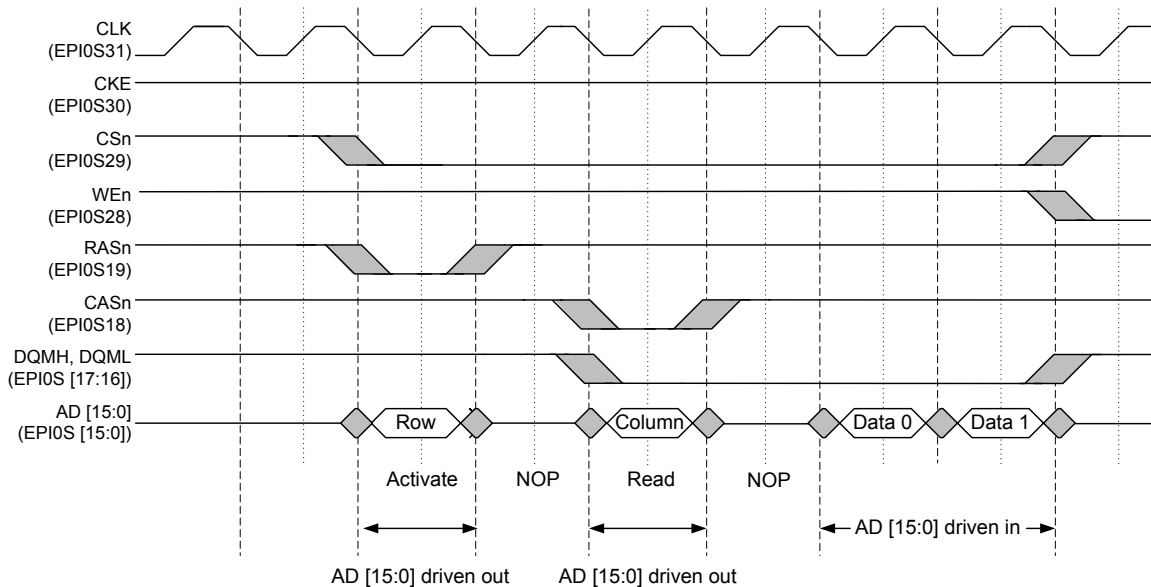 CLK
(EPI0S31)
CKE
(EPI0S30)
CSn
(EPI0S29)
WEn
(EPI0S28)
RASn
(EPI0S19)
CASn
(EPI0S18)
DQMH, DQML
(EPI0S [17:16])
AD [15:0]
(EPI0S [15:0])
Row
Column
Data 0
Data 1
Activate
NOP
Read
NOP
AD [15:0] driven in
AD [15:0] driven out
AD [15:0] driven out